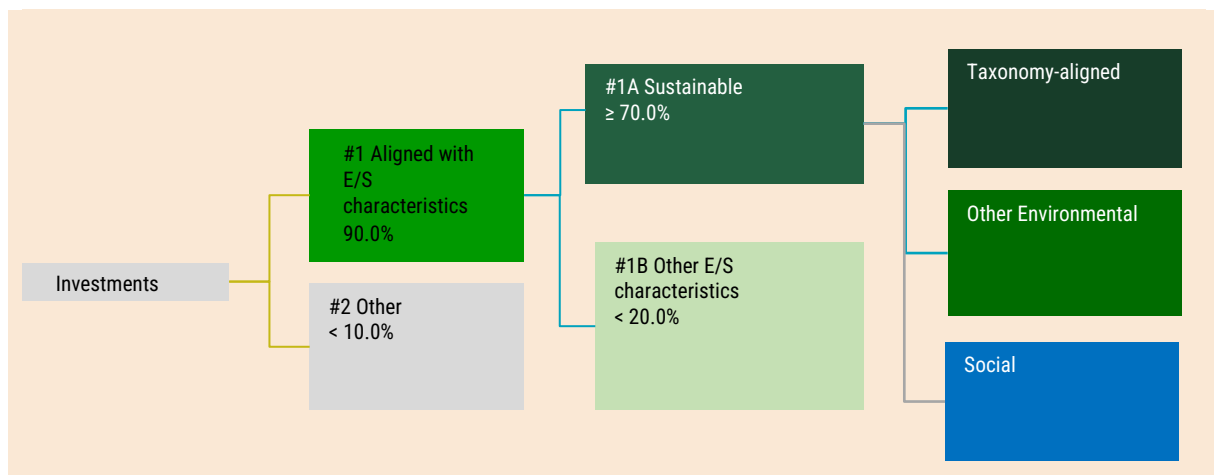 Investments
#1 Aligned with
E/S
characteristics
90.0%
#2 Other
< 10.0%
#1A Sustainable
≥ 70.0%
#1B Other E/S
characteristics
< 20.0%
Taxonomy-aligned
Other Environmental
Social